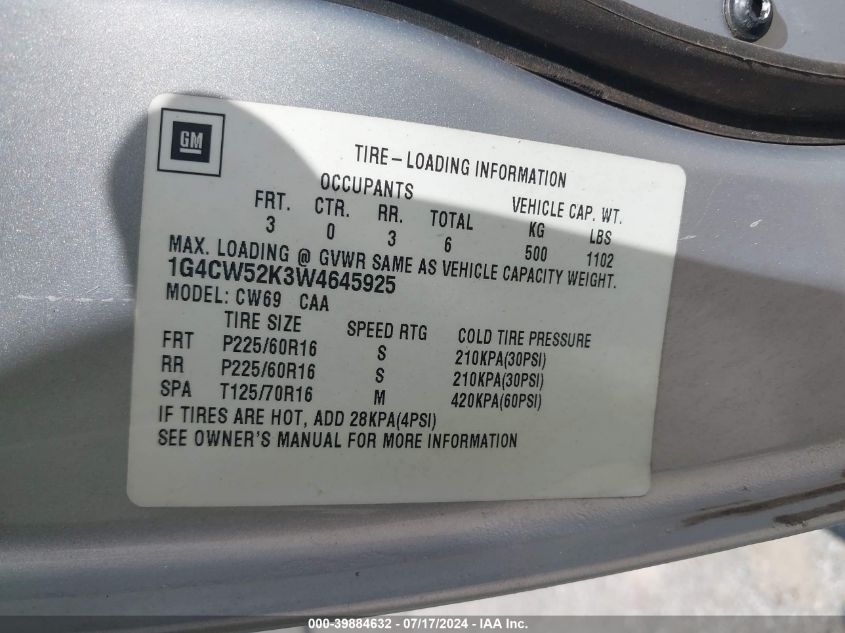 GM
TIRE-LOADING INFORMATION
OCCUPANTS VEHICLE CAP. WT.
FRT. CTR. RR. TOTAL KG LBS
3 0 3 6 500 1102
MAX. LOADING @ GVWR SAME AS VEHICLE CAPACITY WEIGHT.
1G4CW52K3W4645925
MODEL: CW69 CAA
TIRE SIZE SPEED RTG COLD TIRE PRESSURE
FRT P225/60R16 S 210KPA(30PSI)
RR P225/60R16 S 210KPA(30PSI)
SPA T125/70R16 M 420KPA(60PSI)
IF TIRES ARE HOT, ADD 28KPA(4PSI)
SEE OWNER'S MANUAL FOR MORE INFORMATION
000-39884632 - 07/17/2024 - IAA Inc.